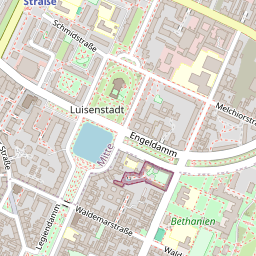 Straße
Schmidstraße
Melchiorstr
Luisenstadt
Engeldamm
Mitte
Straße
Legiendamm
Waldemarstraße
Bethanien
Wald